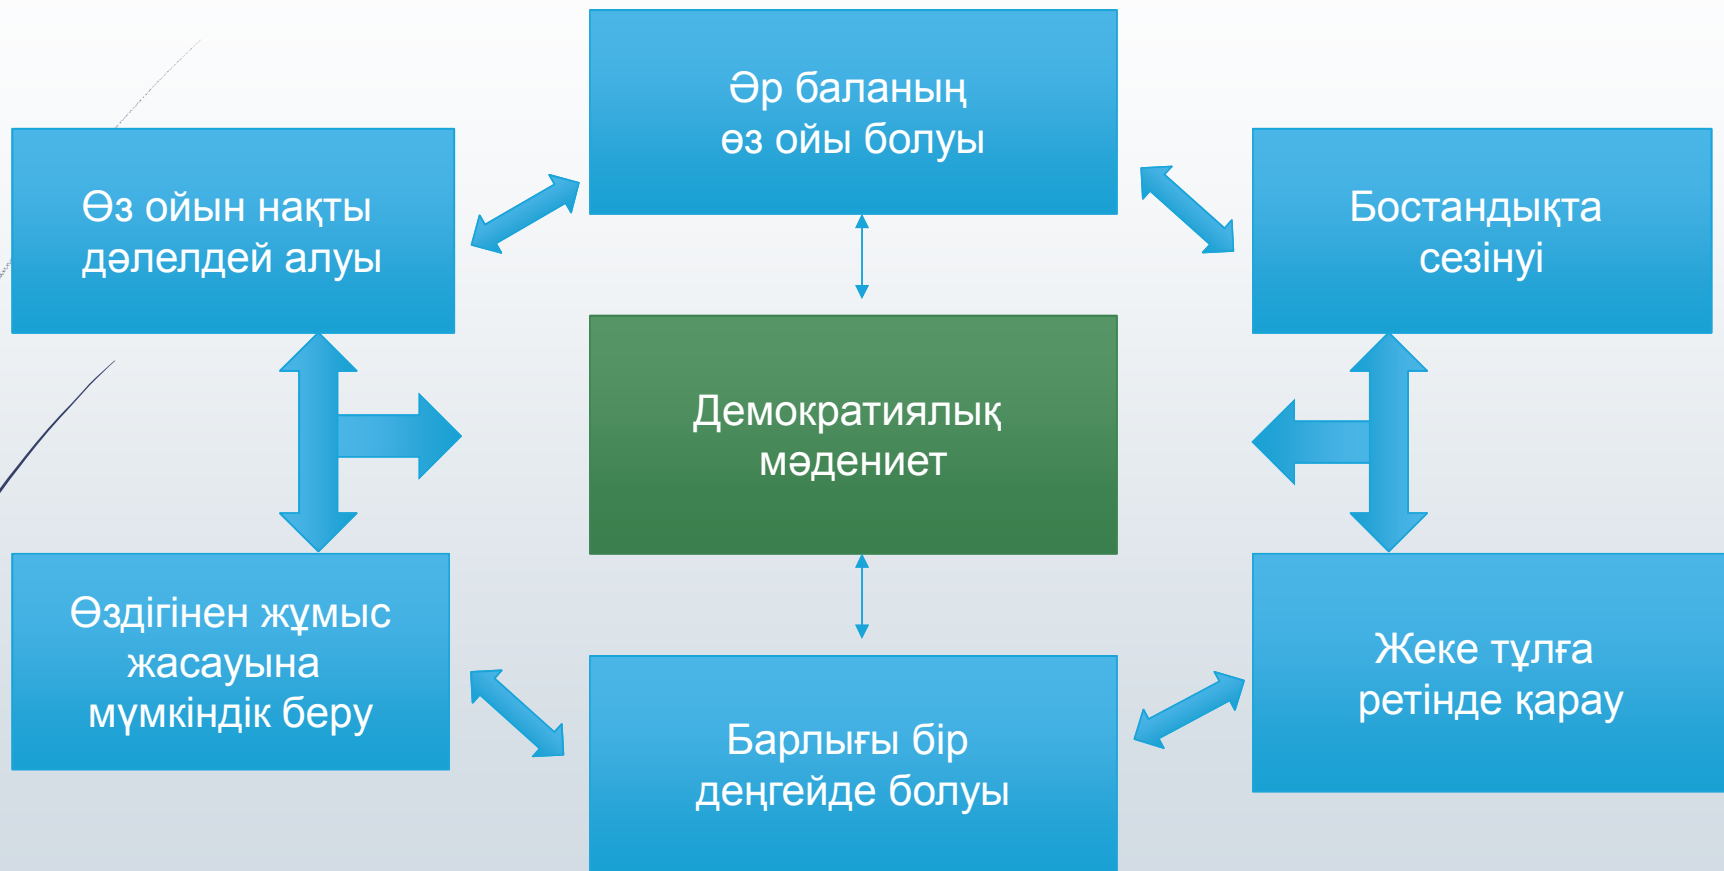 Әр баланың
өз ойы болуы
Өз ойын нақты
дәлелдей алуы
Бостандықта
сезінуі
Демократиялық
мәдениет
Өздігінен жұмыс
жасауына
мүмкіндік беру
Жеке тұлға
ретінде қарау
Барлығы бір
деңгейде болуы